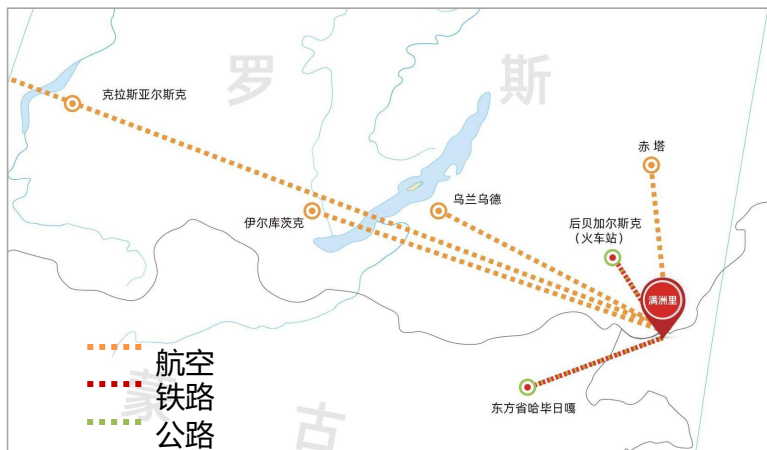 罗 斯
克拉斯亚尔斯克
赤 塔
乌兰乌德
伊尔库茨克
后贝加尔斯克
（火车站）
满洲里
航空
蒙
铁路
东方省哈毕日嘎
古
公路